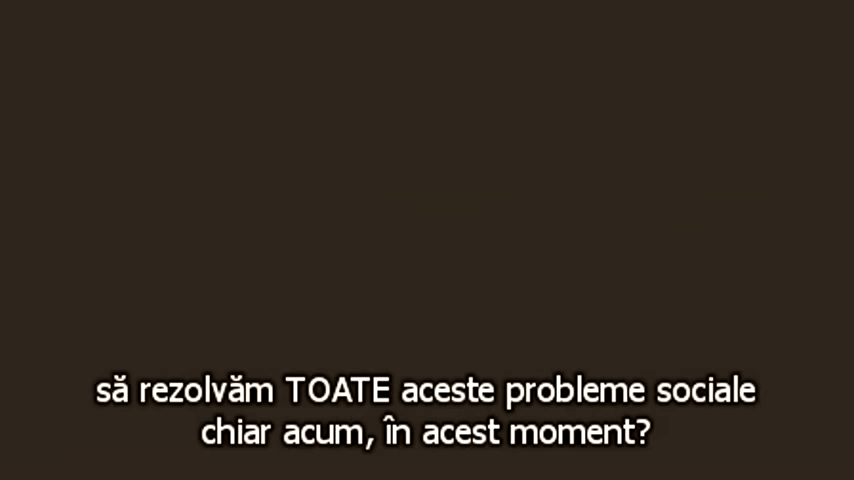 să rezolvăm TOATE aceste probleme sociale
chiar acum, în acest moment?